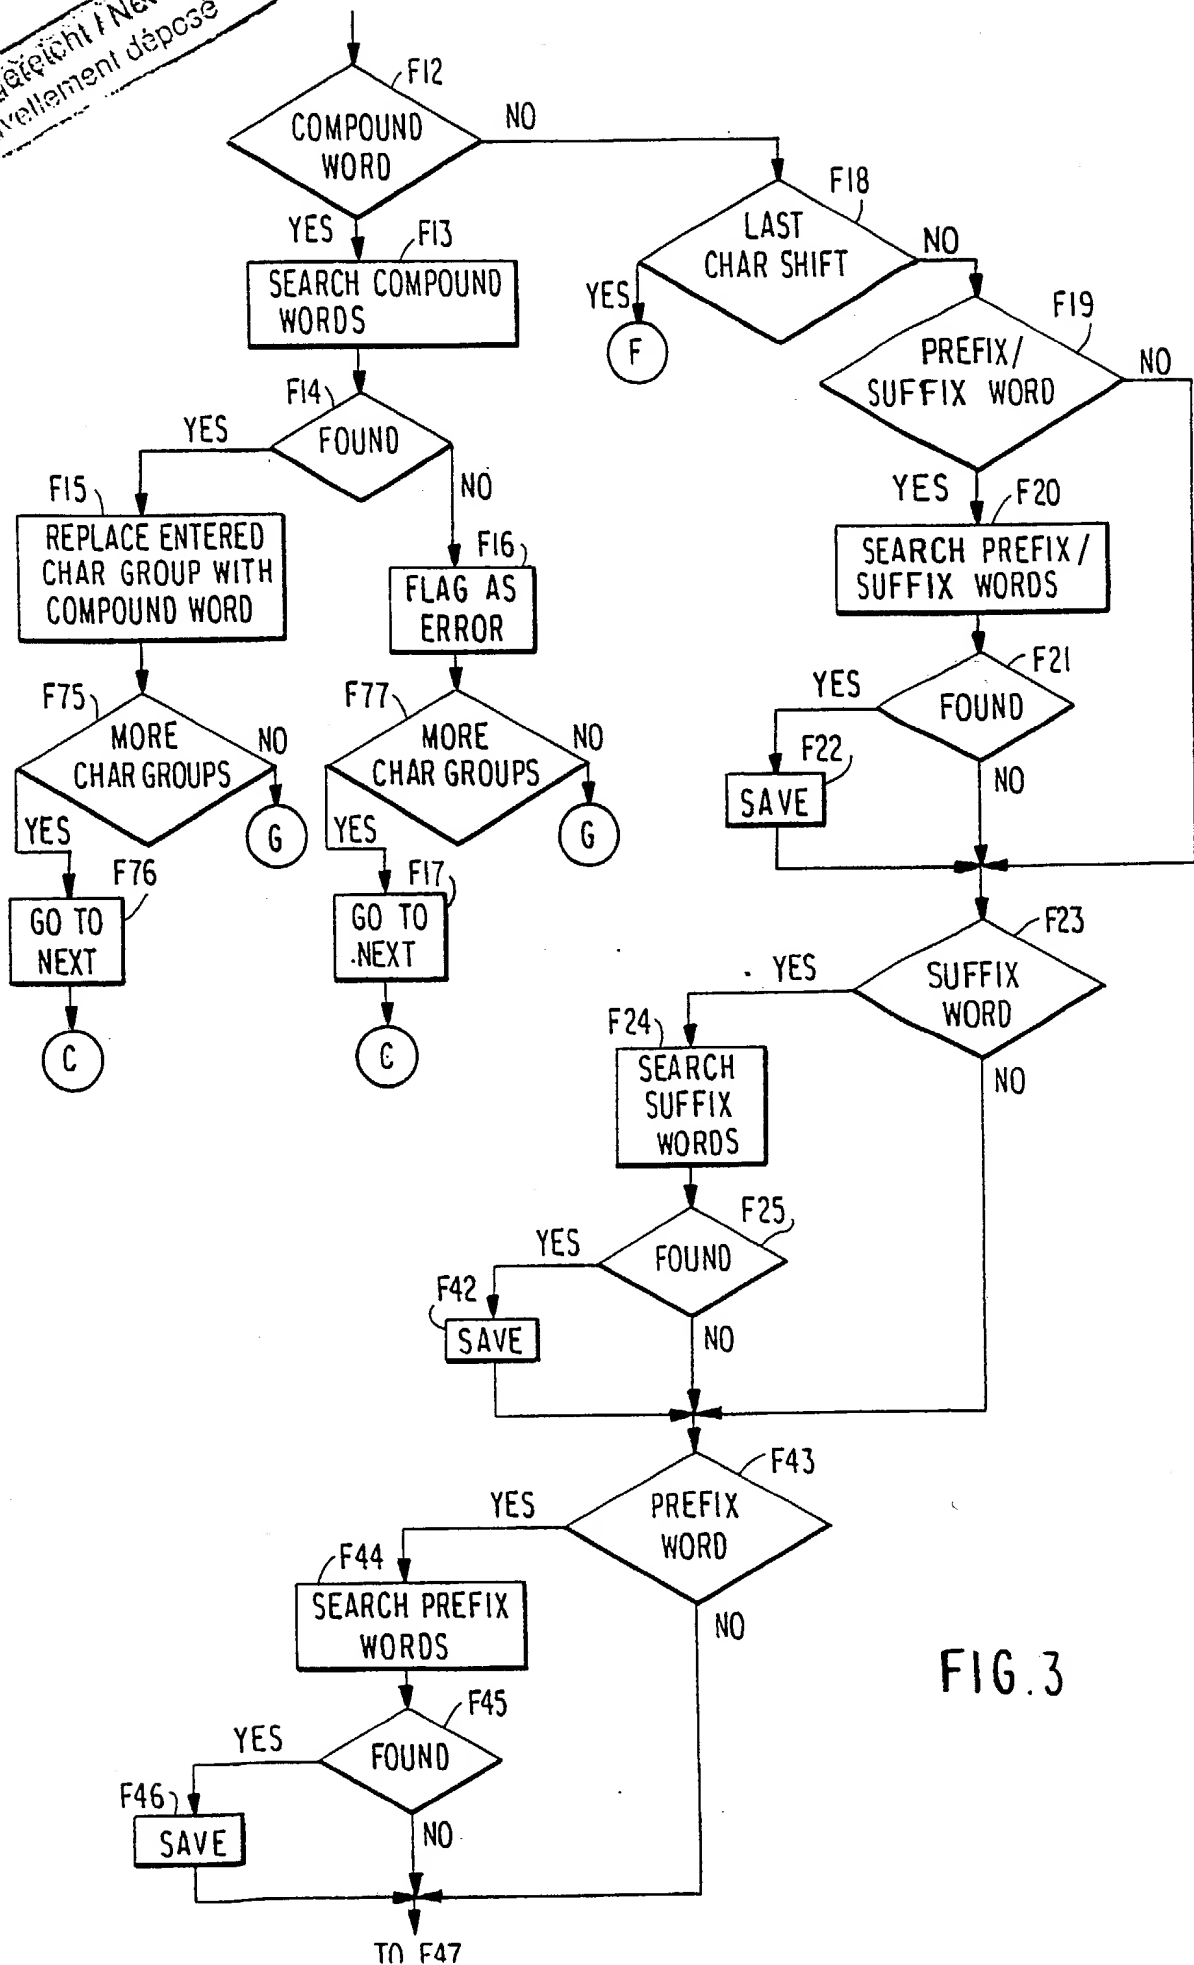 llement déposé
F12
COMPOUND
WORD
NO
YES
F13
SEARCH COMPOUND
WORDS
F18
LAST
CHAR SHIFT
NO
YES
F
F19
PREFIX/
SUFFIX WORD
NO
YES
F14
FOUND
YES
NO
F15
REPLACE ENTERED
CHAR GROUP WITH
COMPOUND WORD
F16
FLAG AS
ERROR
F20
SEARCH PREFIX/
SUFFIX WORDS
F21
FOUND
YES
NO
F22
SAVE
F75
MORE
CHAR GROUPS
NO
G
YES
F76
GO TO
NEXT
C
F77
MORE
CHAR GROUPS
NO
G
YES
F17
GO TO
NEXT
C
F23
SUFFIX
WORD
YES
NO
F24
SEARCH
SUFFIX
WORDS
F25
FOUND
YES
NO
F42
SAVE
F43
PREFIX
WORD
YES
NO
F44
SEARCH PREFIX
WORDS
F45
FOUND
YES
NO
F46
SAVE
TO F47
FIG.3